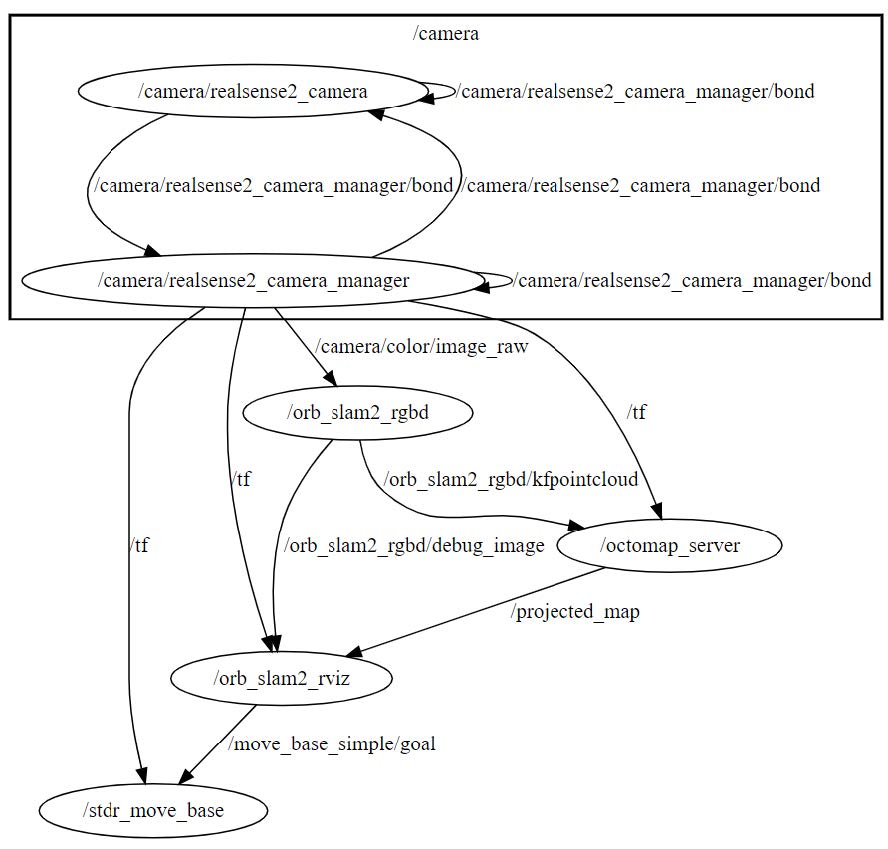 /camera
/camera/realsense2_camera
/camera/realsense2_camera_manager/bond
/camera/realsense2_camera_manager/bond
/camera/realsense2_camera_manager/bond
/camera/realsense2_camera_manager
/camera/realsense2_camera_manager/bond
/camera/color/image_raw
/orb_slam2_rgbd
/tf
/tf
/orb_slam2_rgbd/kfpointcloud
/tf
/orb_slam2_rgbd/debug_image
/octomap_server
/projected_map
/orb_slam2_rviz
/move_base_simple/goal
/stdr_move_base